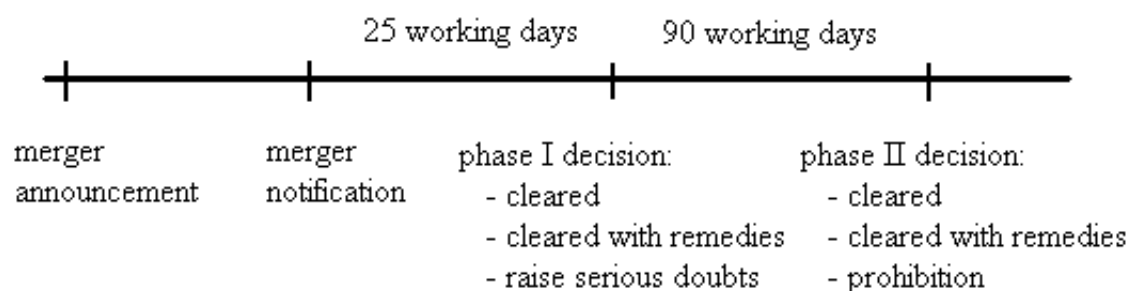 25 working days
90 working days
merger
announcement
merger
notification
phase I decision:
- cleared
- cleared with remedies
- raise serious doubts
phase II decision:
- cleared
- cleared with remedies
- prohibition